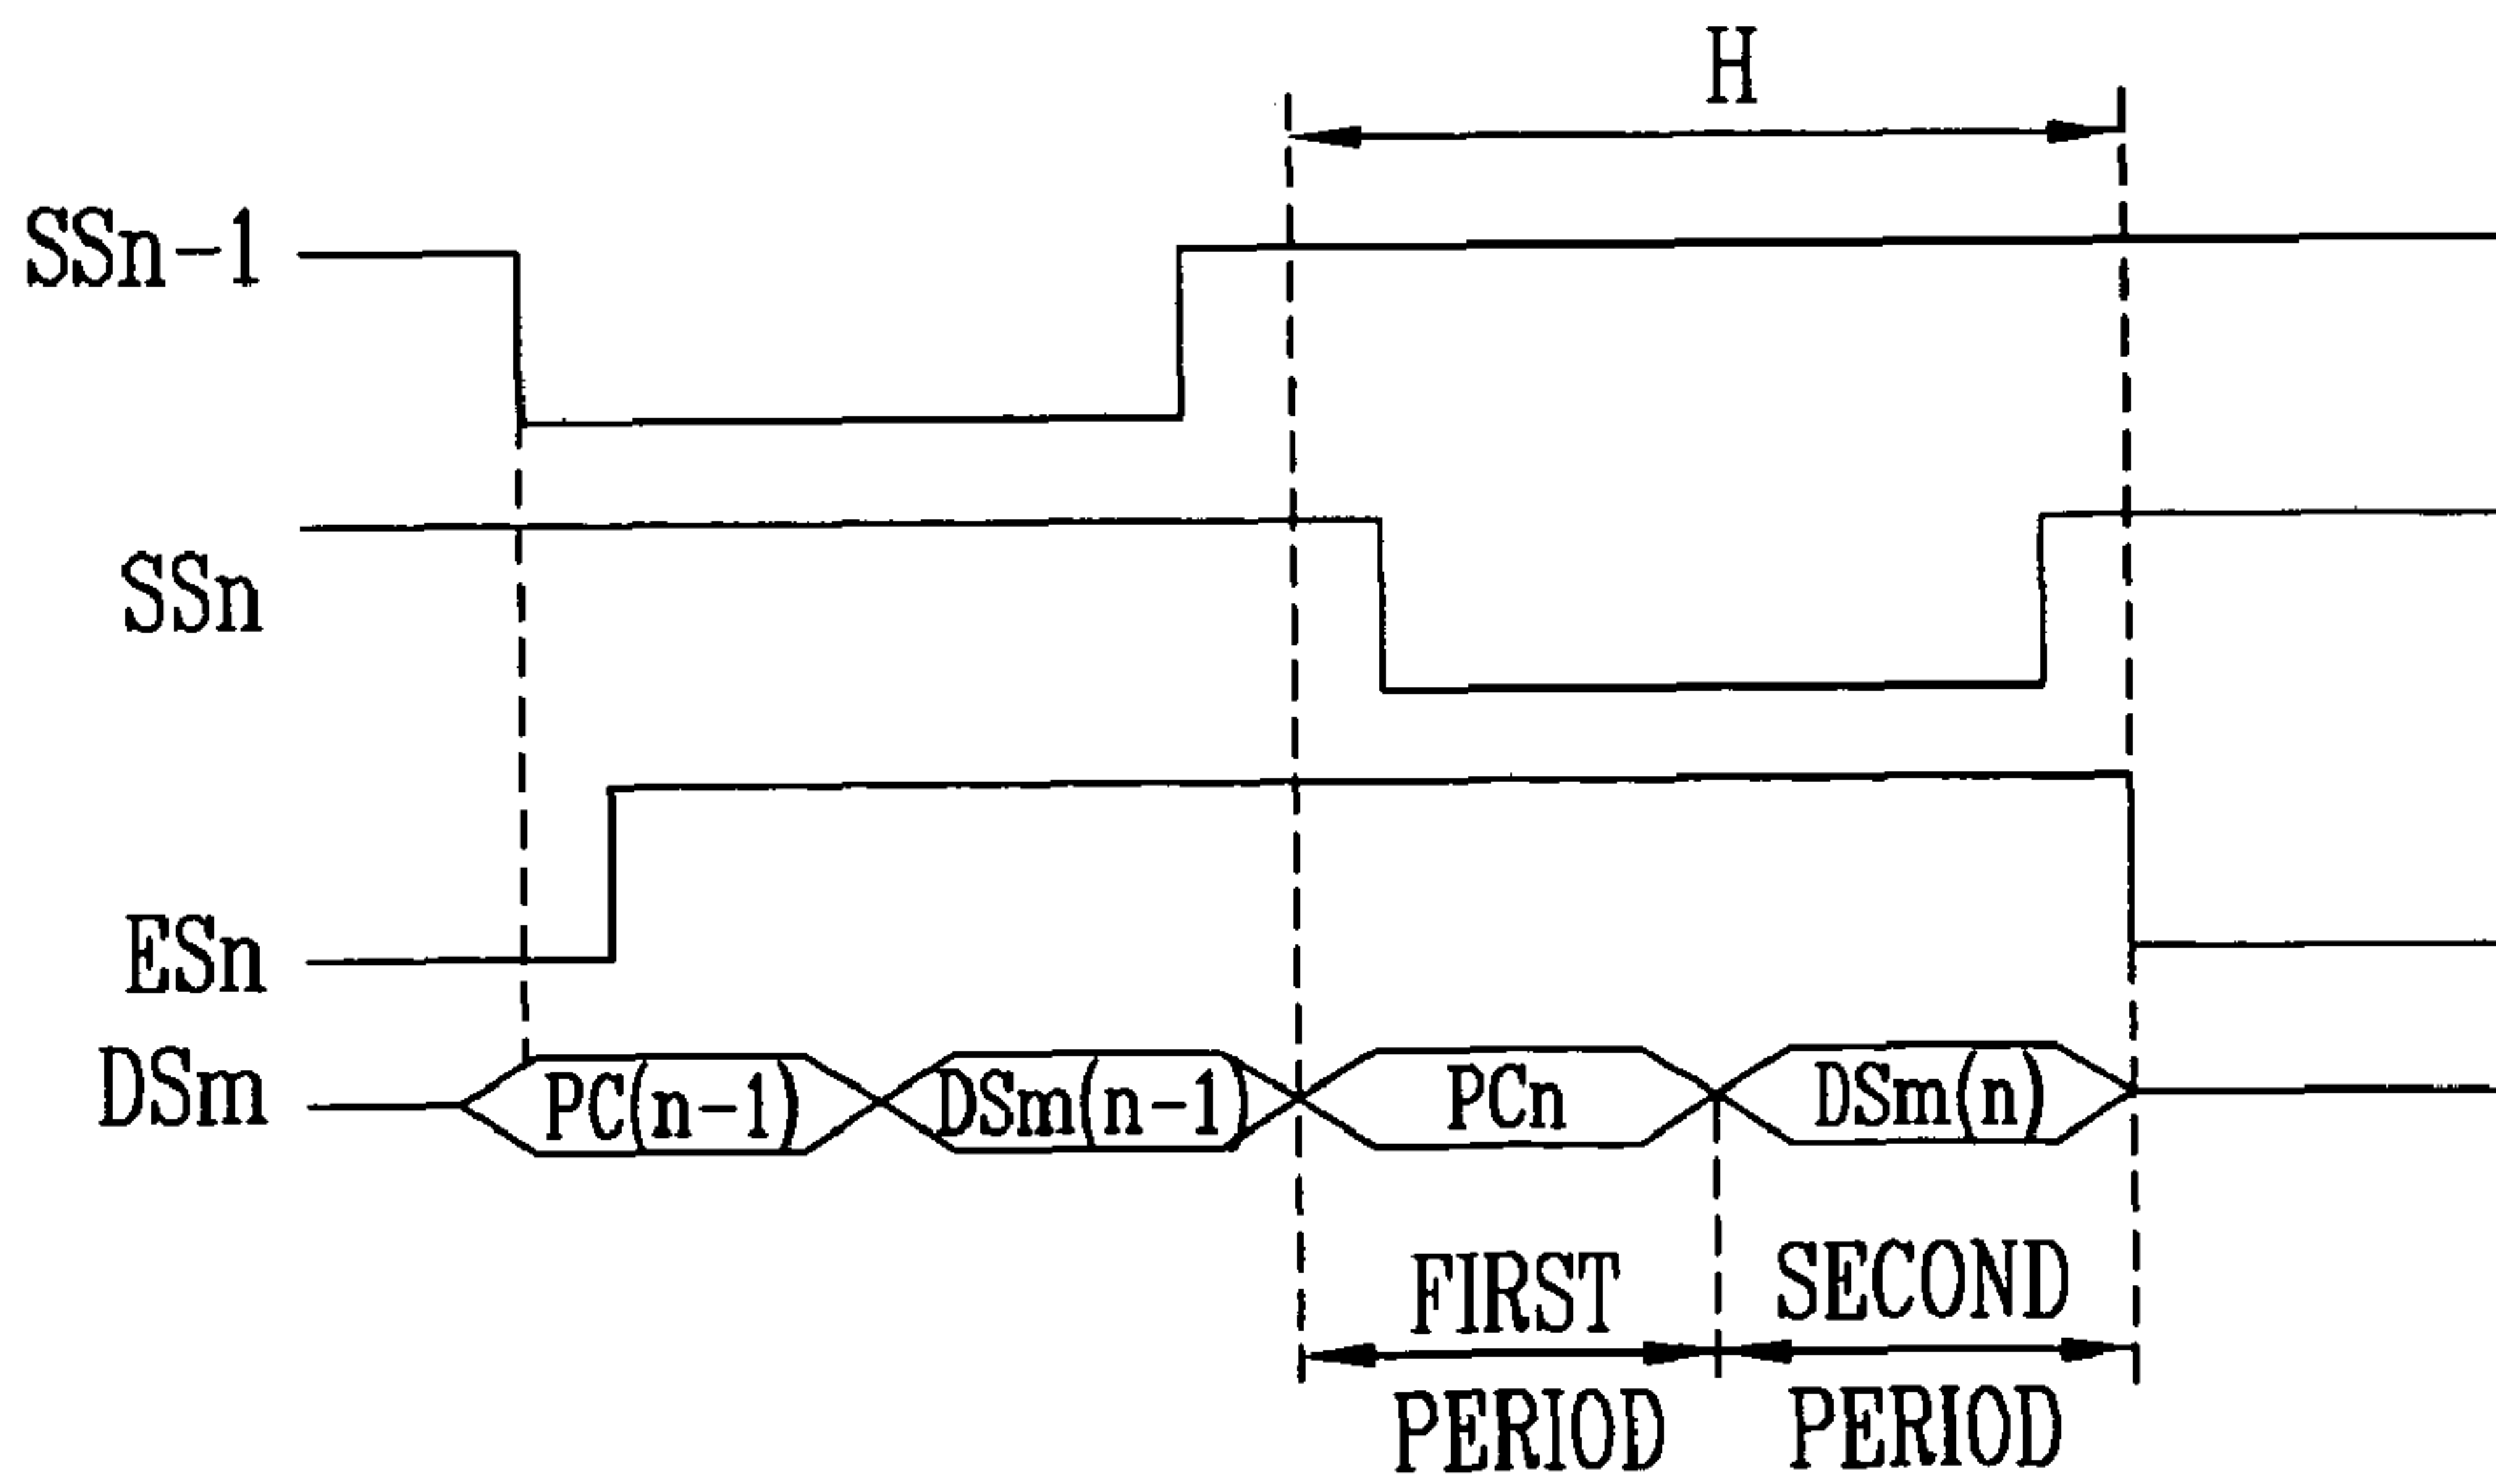 H
SSn-1
SSn
ESn
DSm
PC(n-1) DSm(n-1) PCn DSm(n)
FIRST PERIOD
SECOND PERIOD